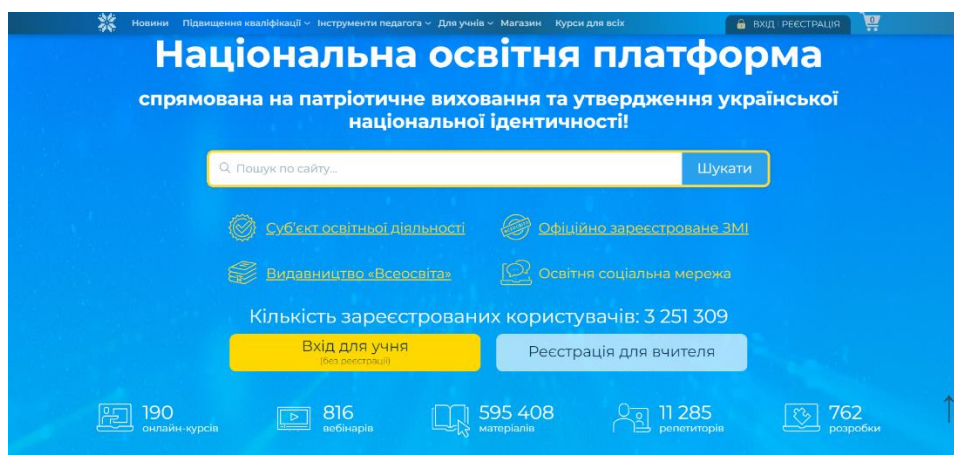 Новини Підвищення кваліфікації Інструменти педагога Для учнів Магазин Курси для всіх ВХІД РЕЄСТРАЦІЯ 0
Національна освітня платформа
спрямована на патріотичне виховання та утвердження української
національної ідентичності!
Пошук по сайту... Шукати
Суб'єкт освітньої діяльності Офіційно зареєстроване ЗМІ
Видавництво «Всеосвіта» Освітня соціальна мережа
Кількість зареєстрованих користувачів: 3 251 309
Вхід для учня Реєстрація для вчителя
(без реєстрації)
190 816 595 408 11 285 762
онлайн-курсів вебінарів матеріалів репетиторів розробки